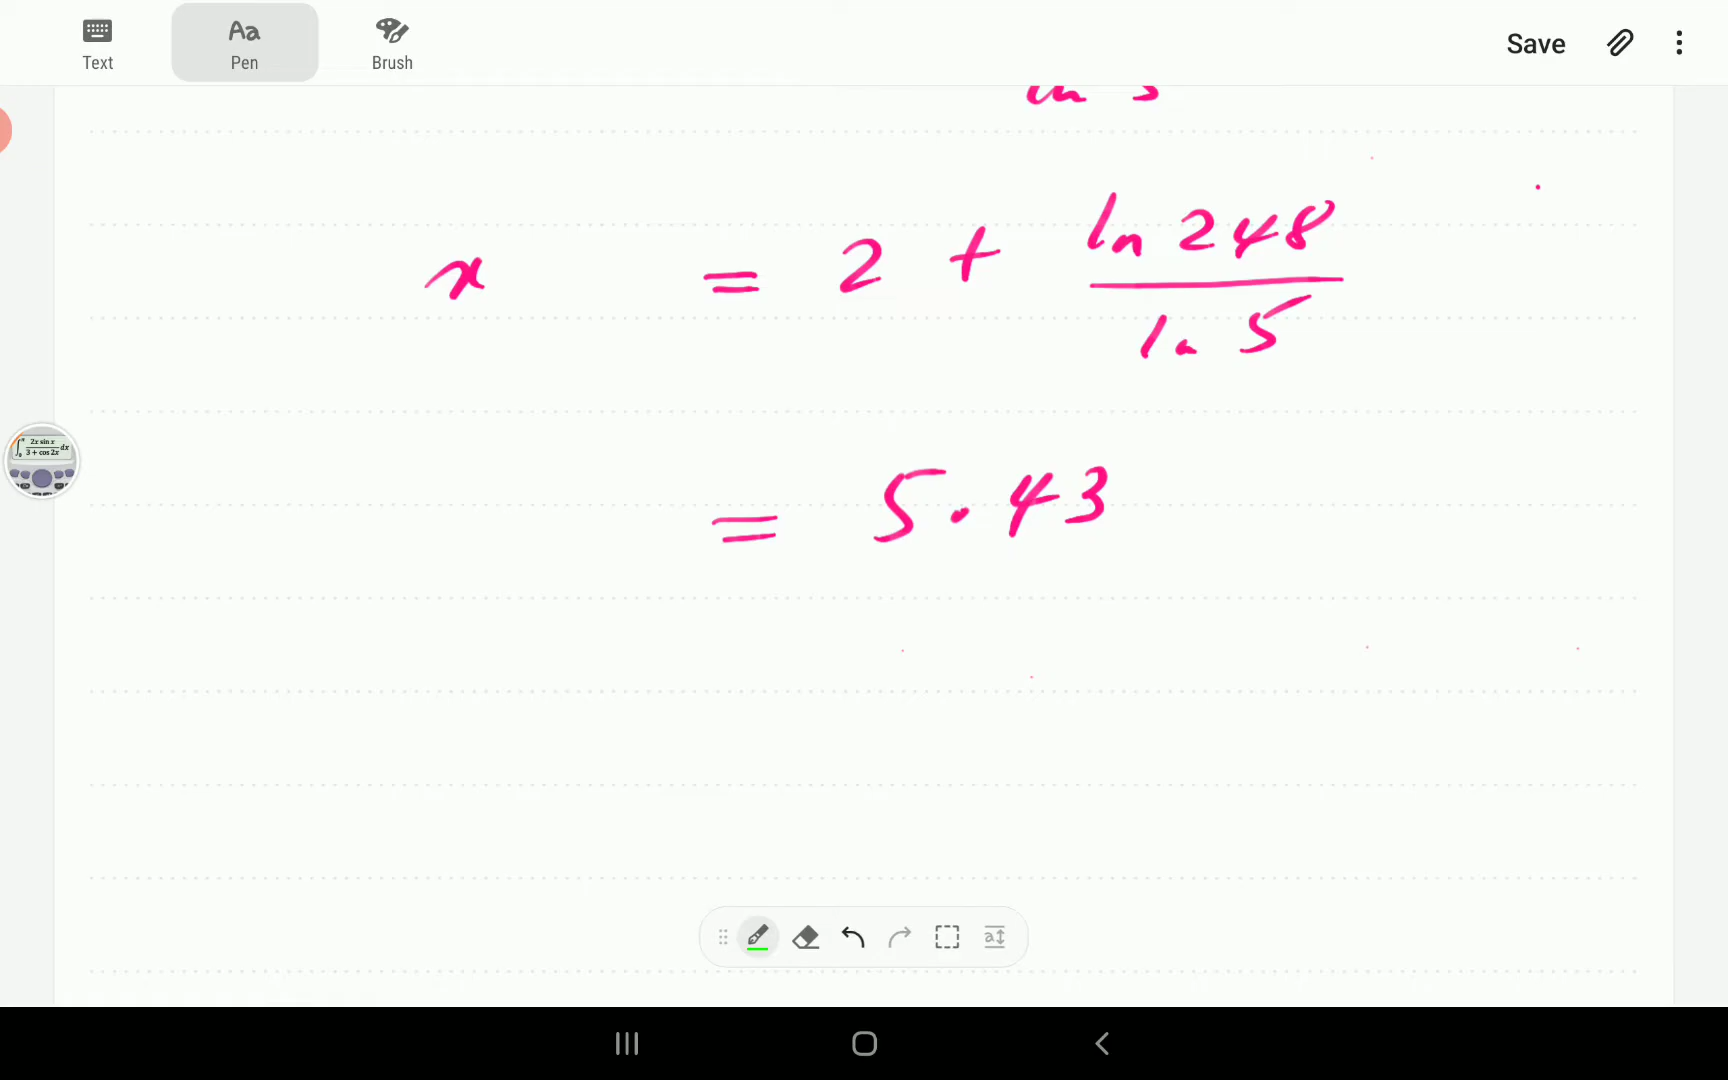 Text Pen Brush Save
x = 2 + ln 248 / ln 5
= 5.43